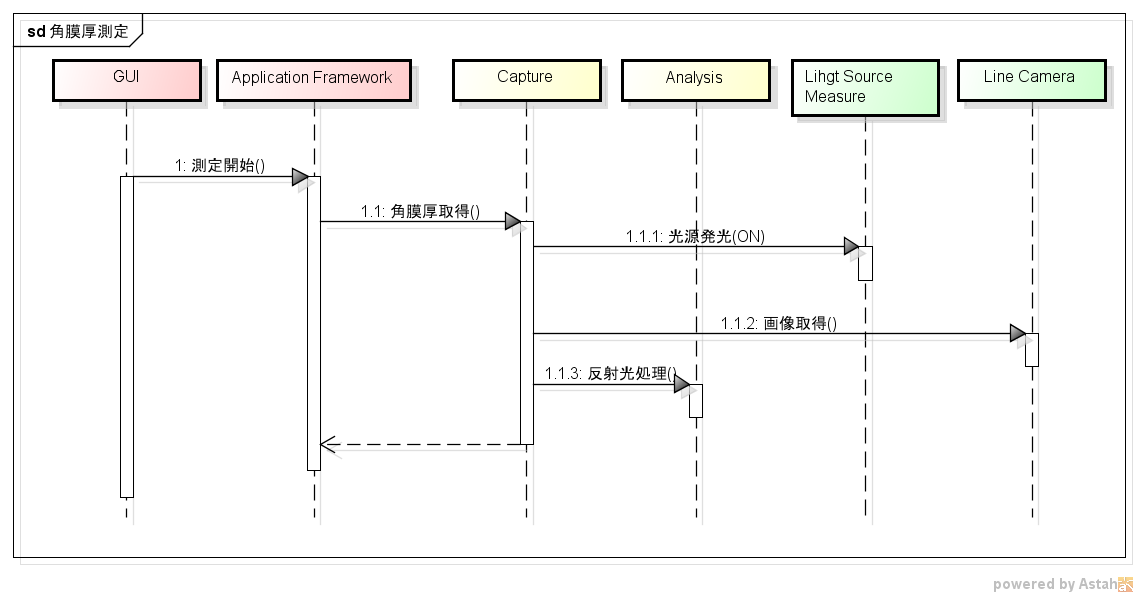 sd 角膜厚測定
GUI
Application Framework
Capture
Analysis
Lihgt Source
Measure
Line Camera
1: 測定開始()
1.1: 角膜厚取得()
1.1.1: 光源発光(ON)
1.1.2: 画像取得()
1.1.3: 反射光処理()
powered by Astah